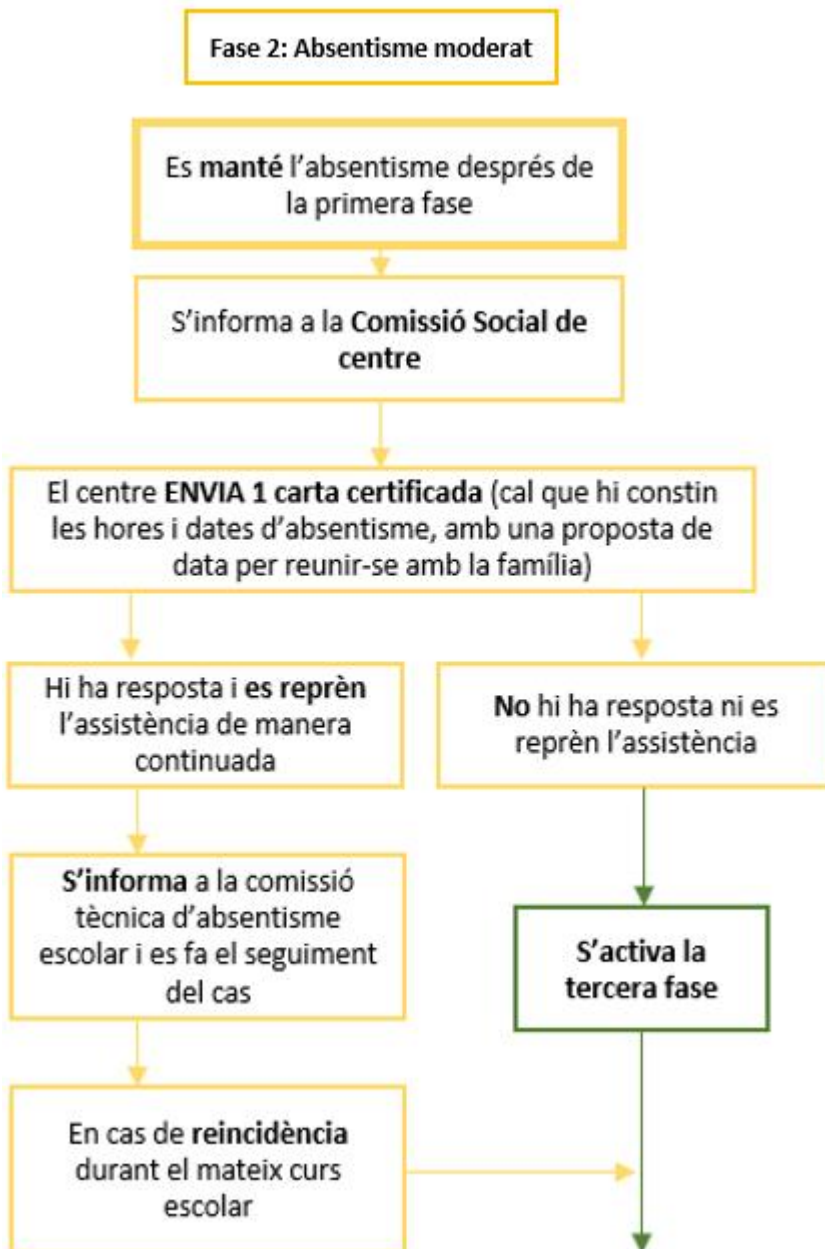 Fase 2: Absentisme moderat
Es manté l’absentisme després de
la primera fase
S’informa a la Comissió Social de
centre
El centre ENVIA 1 carta certificada (cal que hi constin
les hores i dates d’absentisme, amb una proposta de
data per reunir-se amb la família)
Hi ha resposta i es reprèn
l’assistència de manera
continuada
No hi ha resposta ni es
reprèn l’assistència
S’informa a la comissió
tècnica d’absentisme
escolar i es fa el seguiment
del cas
S’activa la
tercera fase
En cas de reincidència
durant el mateix curs
escolar